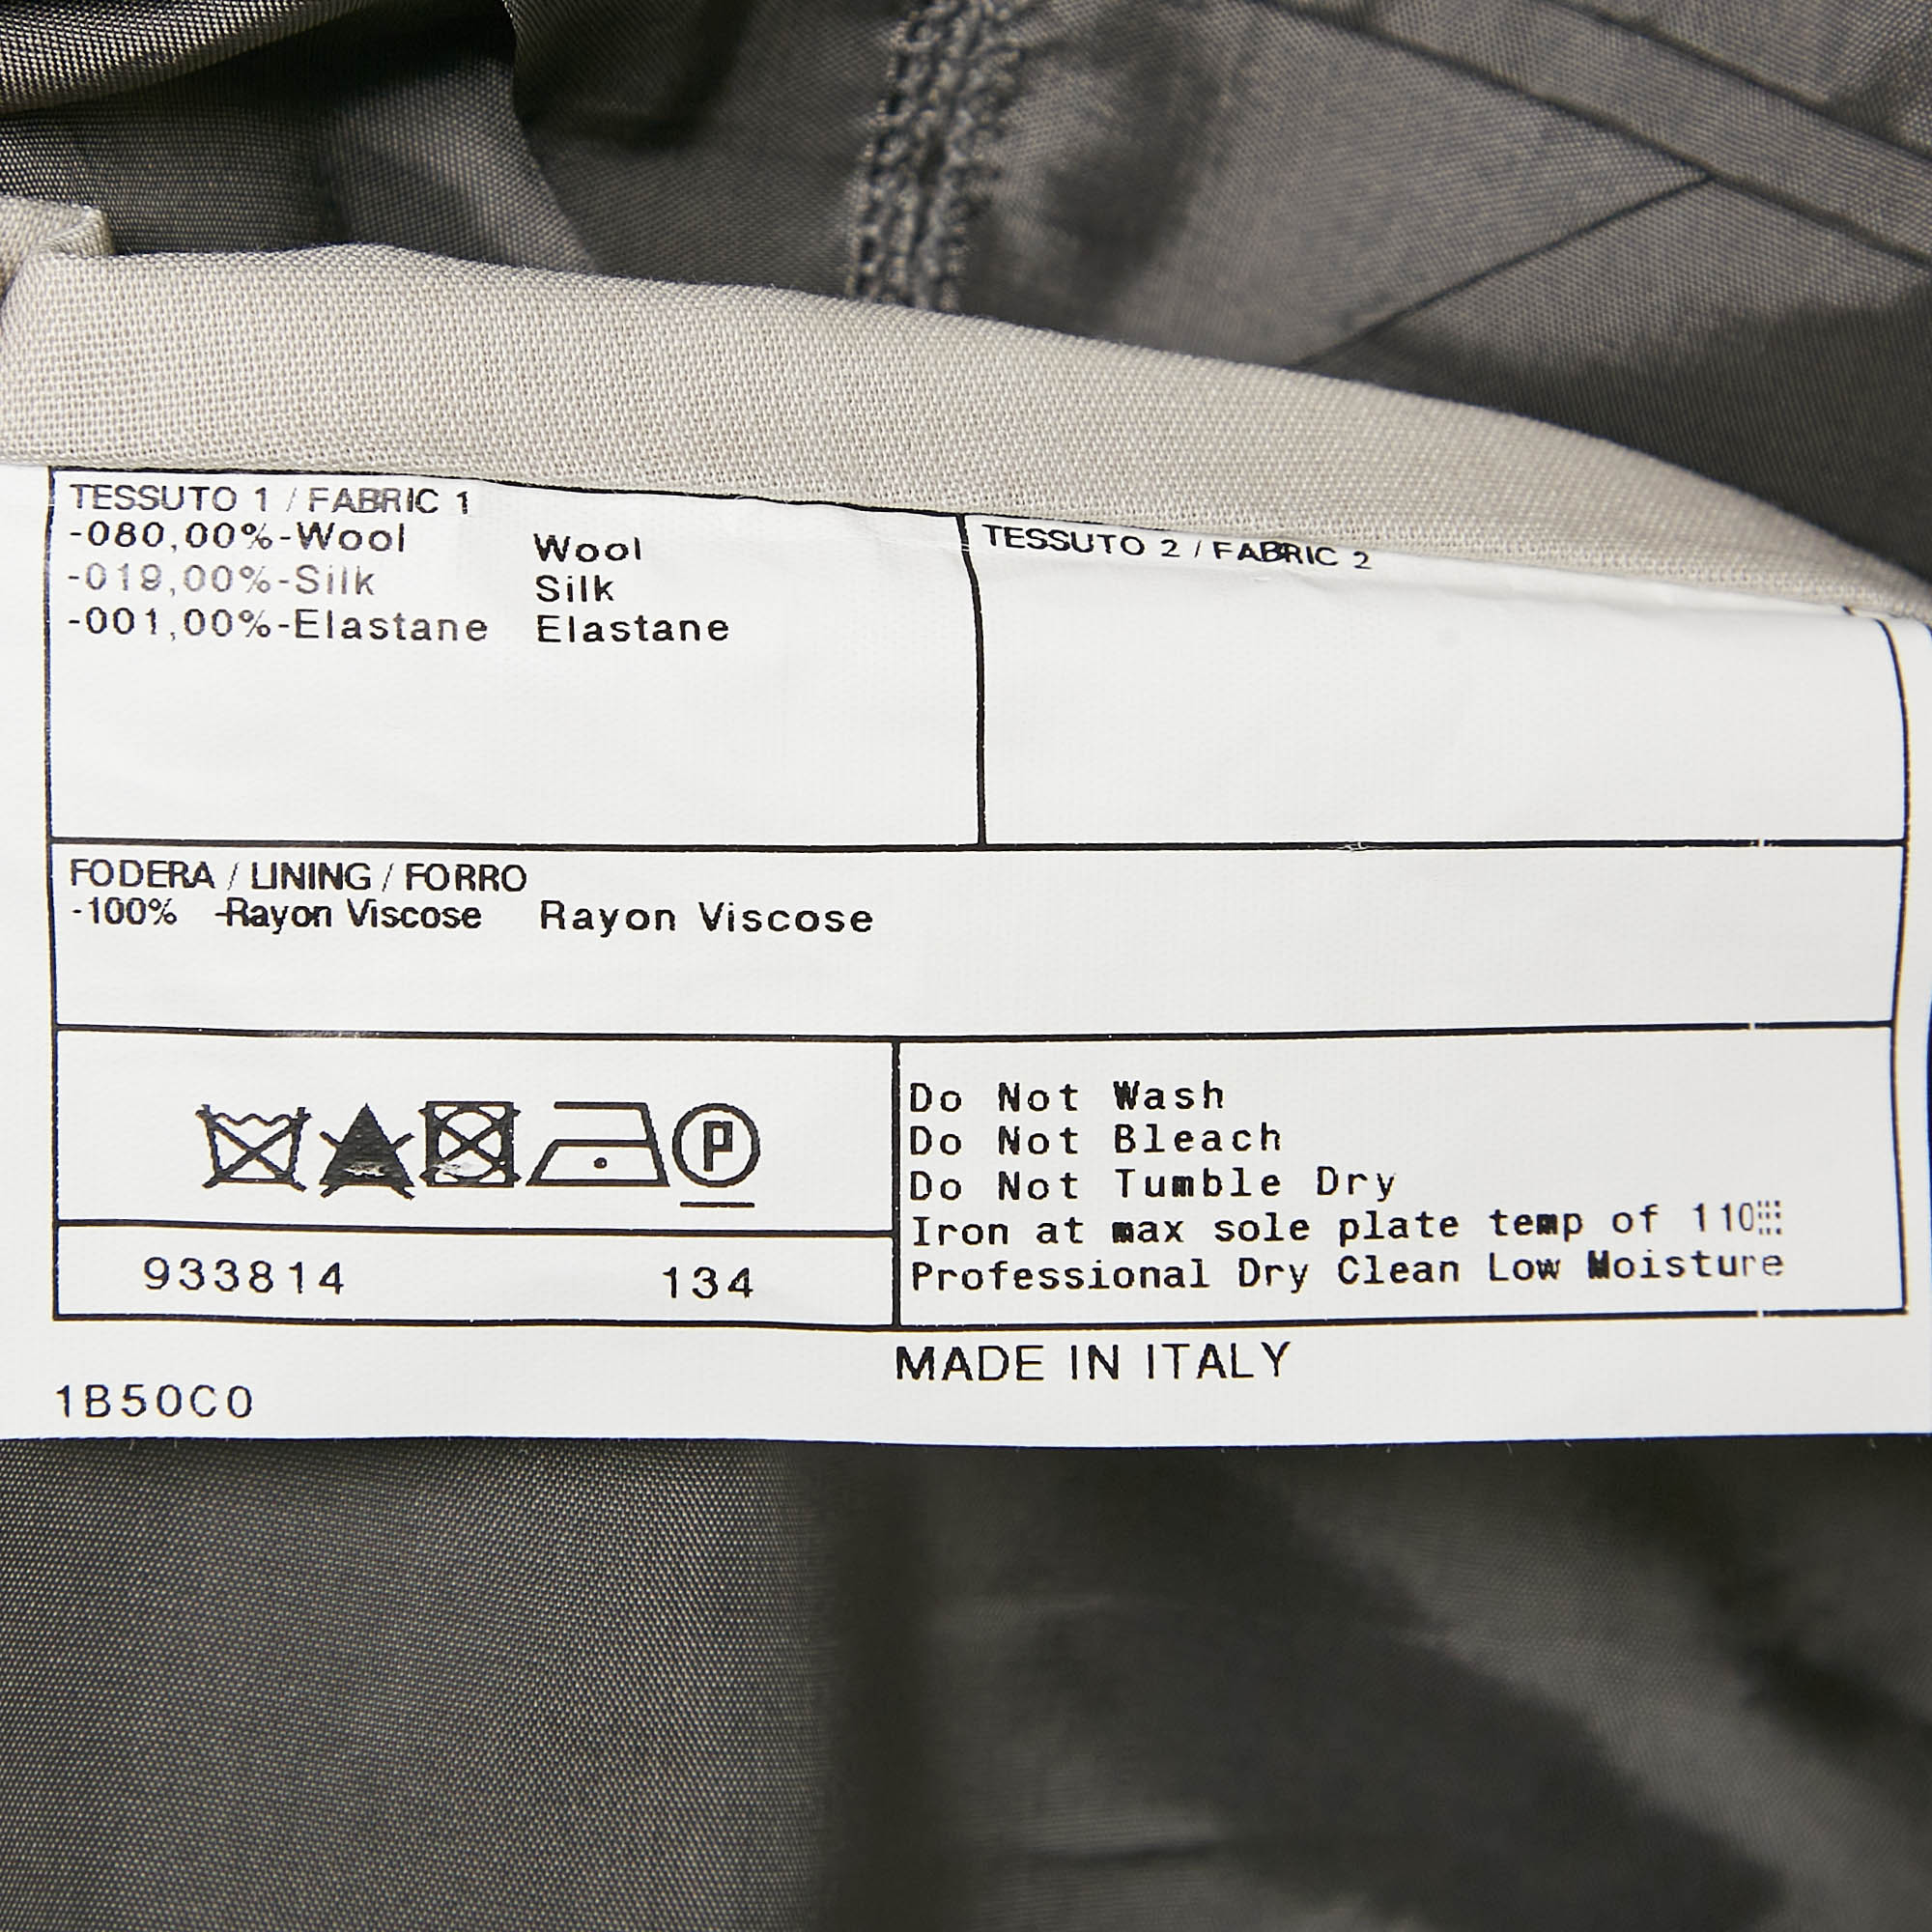 TESSUTO 1 / FABRIC 1
-080,00%-Wool Wool
-019,00%-Silk Silk
-001,00%-Elastane Elastane
TESSUTO 2 / FABRIC 2
FODERA / LINING / FORRO
-100% -Rayon Viscose Rayon Viscose
P
933814 134
Do Not Wash
Do Not Bleach
Do Not Tumble Dry
Iron at max sole plate temp of 110
Professional Dry Clean Low Moisture
MADE IN ITALY
1B50C0